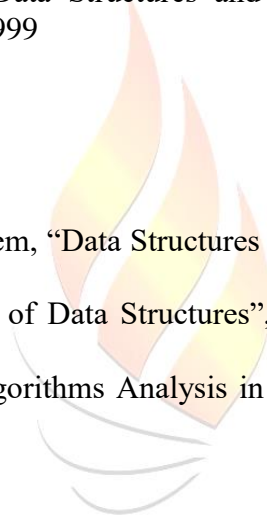 Data Structures and
999
em, “Data Structures
of Data Structures”,
gorithms Analysis in